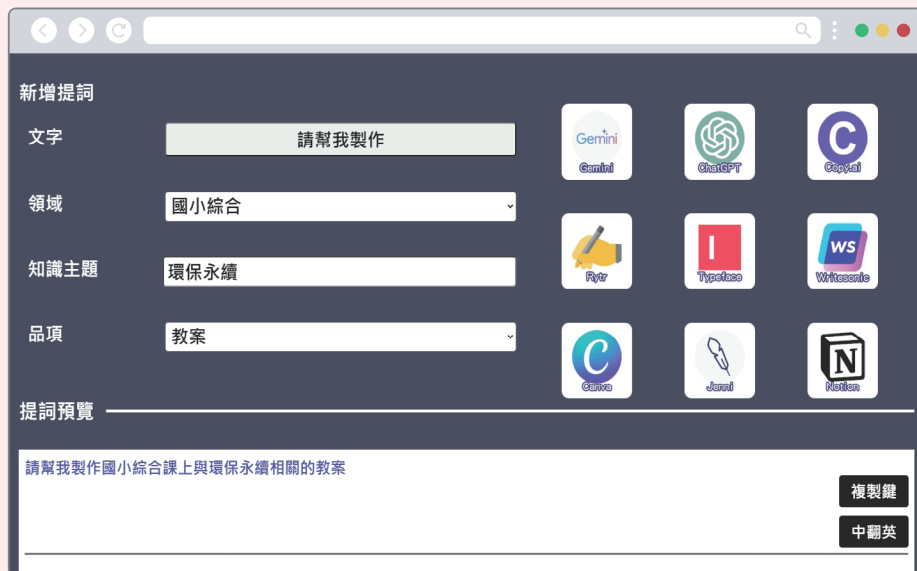 新增提詞
文字
請幫我製作
領域
國小綜合
知識主題
環保永續
品項
教案
Gemini
Gemini
ChatGPT
C
Copy.ai
Rytr
Typeface
WS
Writesonic
C
Canva
Jenni
N
Notion
提詞預覽
請幫我製作國小綜合課上與環保永續相關的教案
複製鍵
中翻英